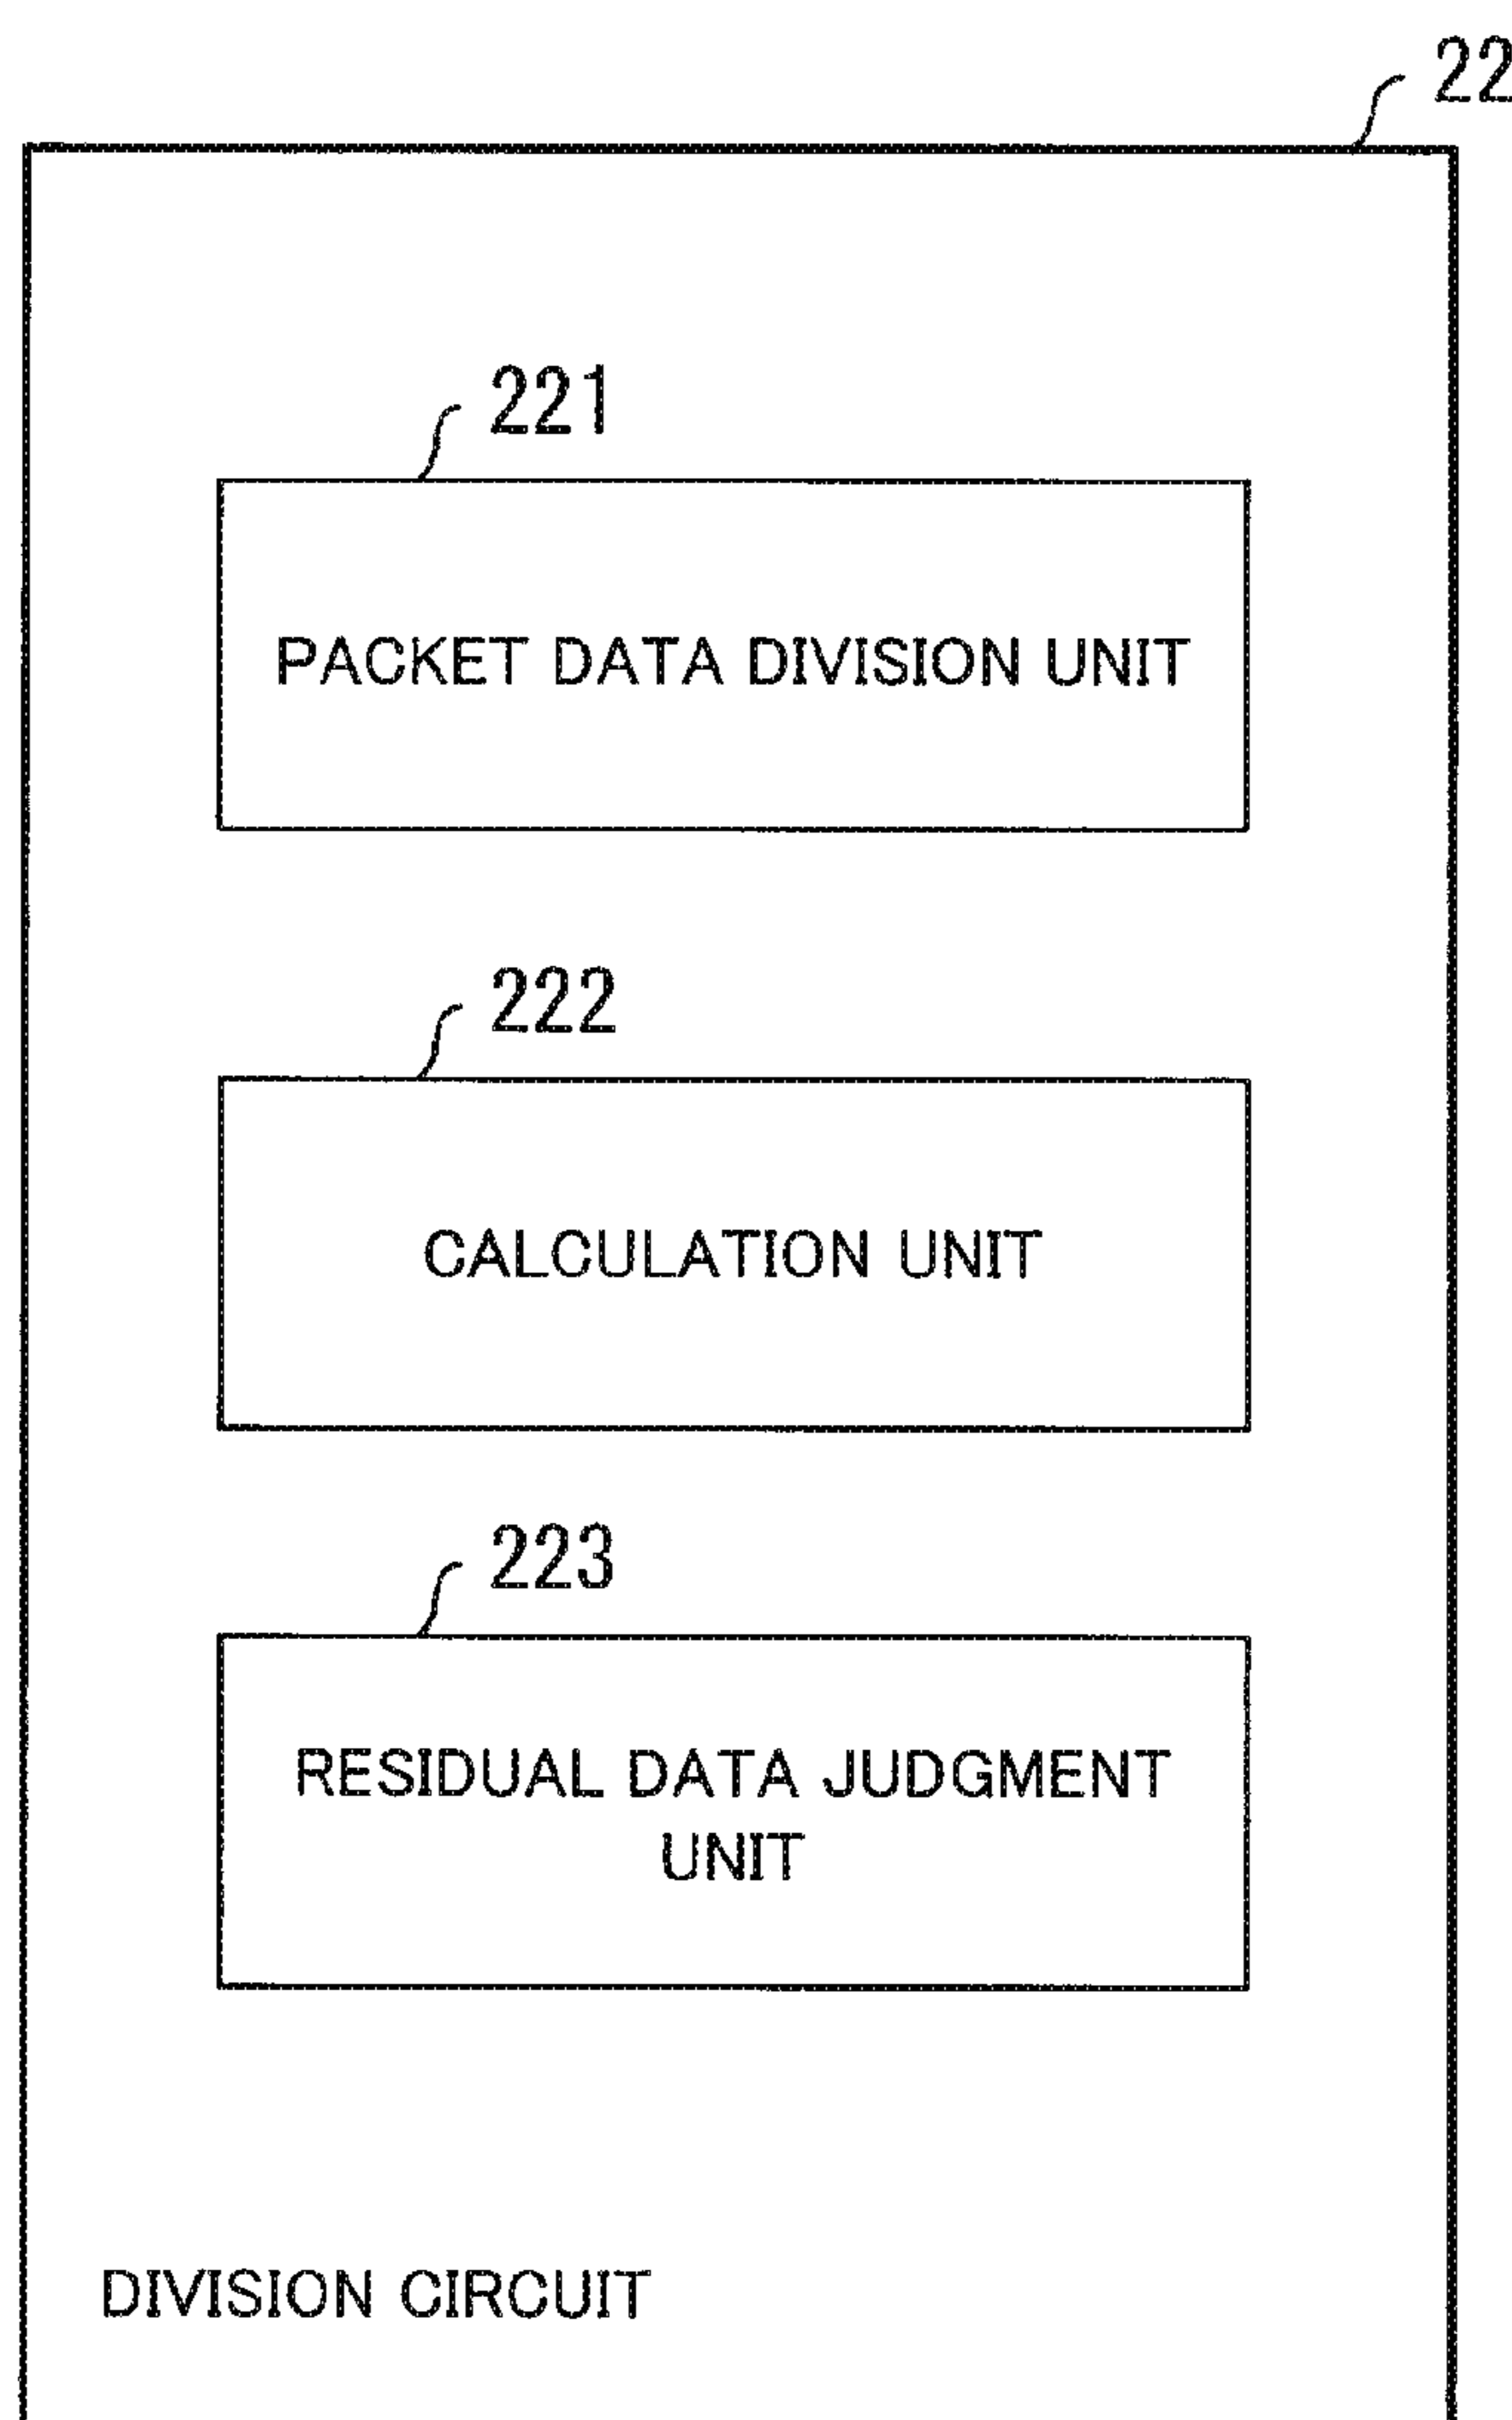 22
221
PACKET DATA DIVISION UNIT
222
CALCULATION UNIT
223
RESIDUAL DATA JUDGMENT
UNIT
DIVISION CIRCUIT